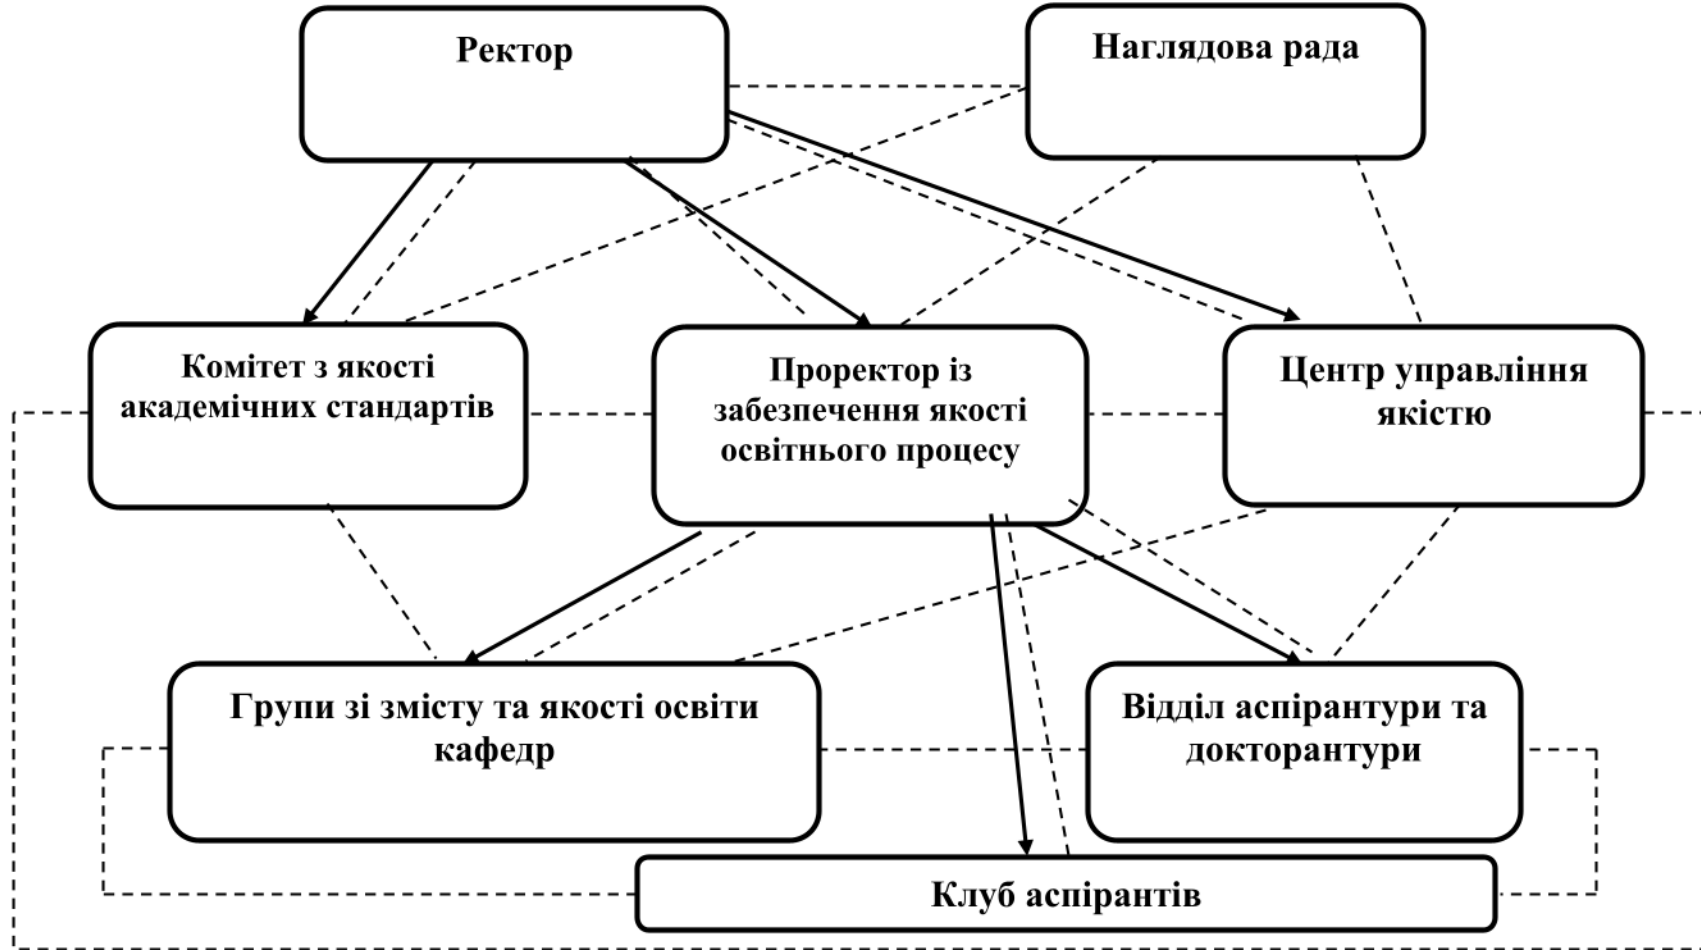 Ректор
Наглядова рада
Комітет з якості
академічних стандартів
Проректор із
забезпечення якості
освітнього процесу
Центр управління
якістю
Групи зі змісту та якості освіти
кафедр
Відділ аспірантури та
докторантури
Клуб аспірантів